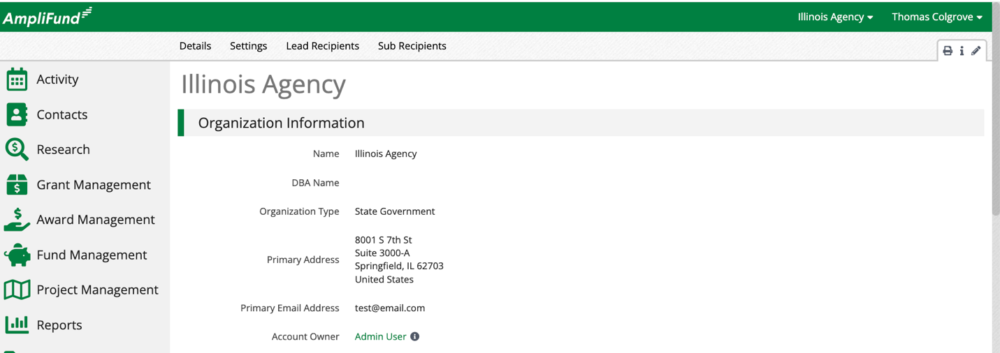 AmpliFund
Illinois Agency
Thomas Colgrove
Details Settings Lead Recipients Sub Recipients
Activity
Contacts
Research
Grant Management
Award Management
Fund Management
Project Management
Reports
Illinois Agency
Organization Information
Name Illinois Agency
DBA Name
Organization Type State Government
Primary Address
8001 S 7th St
Suite 3000-A
Springfield, IL 62703
United States
Primary Email Address test@email.com
Account Owner Admin User